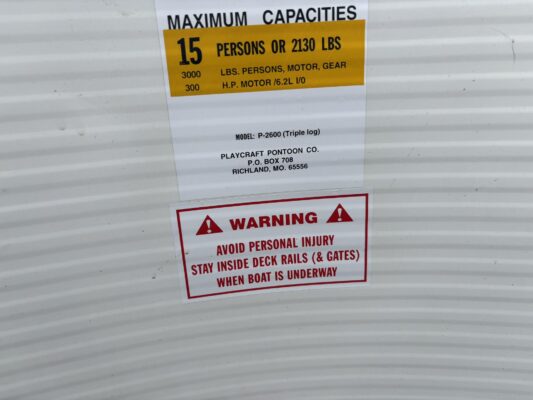 MAXIMUM CAPACITIES
15 PERSONS OR 2130 LBS
3000 LBS. PERSONS, MOTOR, GEAR
300 H.P. MOTOR /6.2L I/0
MODEL: P-2600 (Triple log)
PLAYCRAFT PONTOON CO.
P.O. BOX 708
RICHLAND, MO. 65556
WARNING
AVOID PERSONAL INJURY
STAY INSIDE DECK RAILS (& GATES)
WHEN BOAT IS UNDERWAY